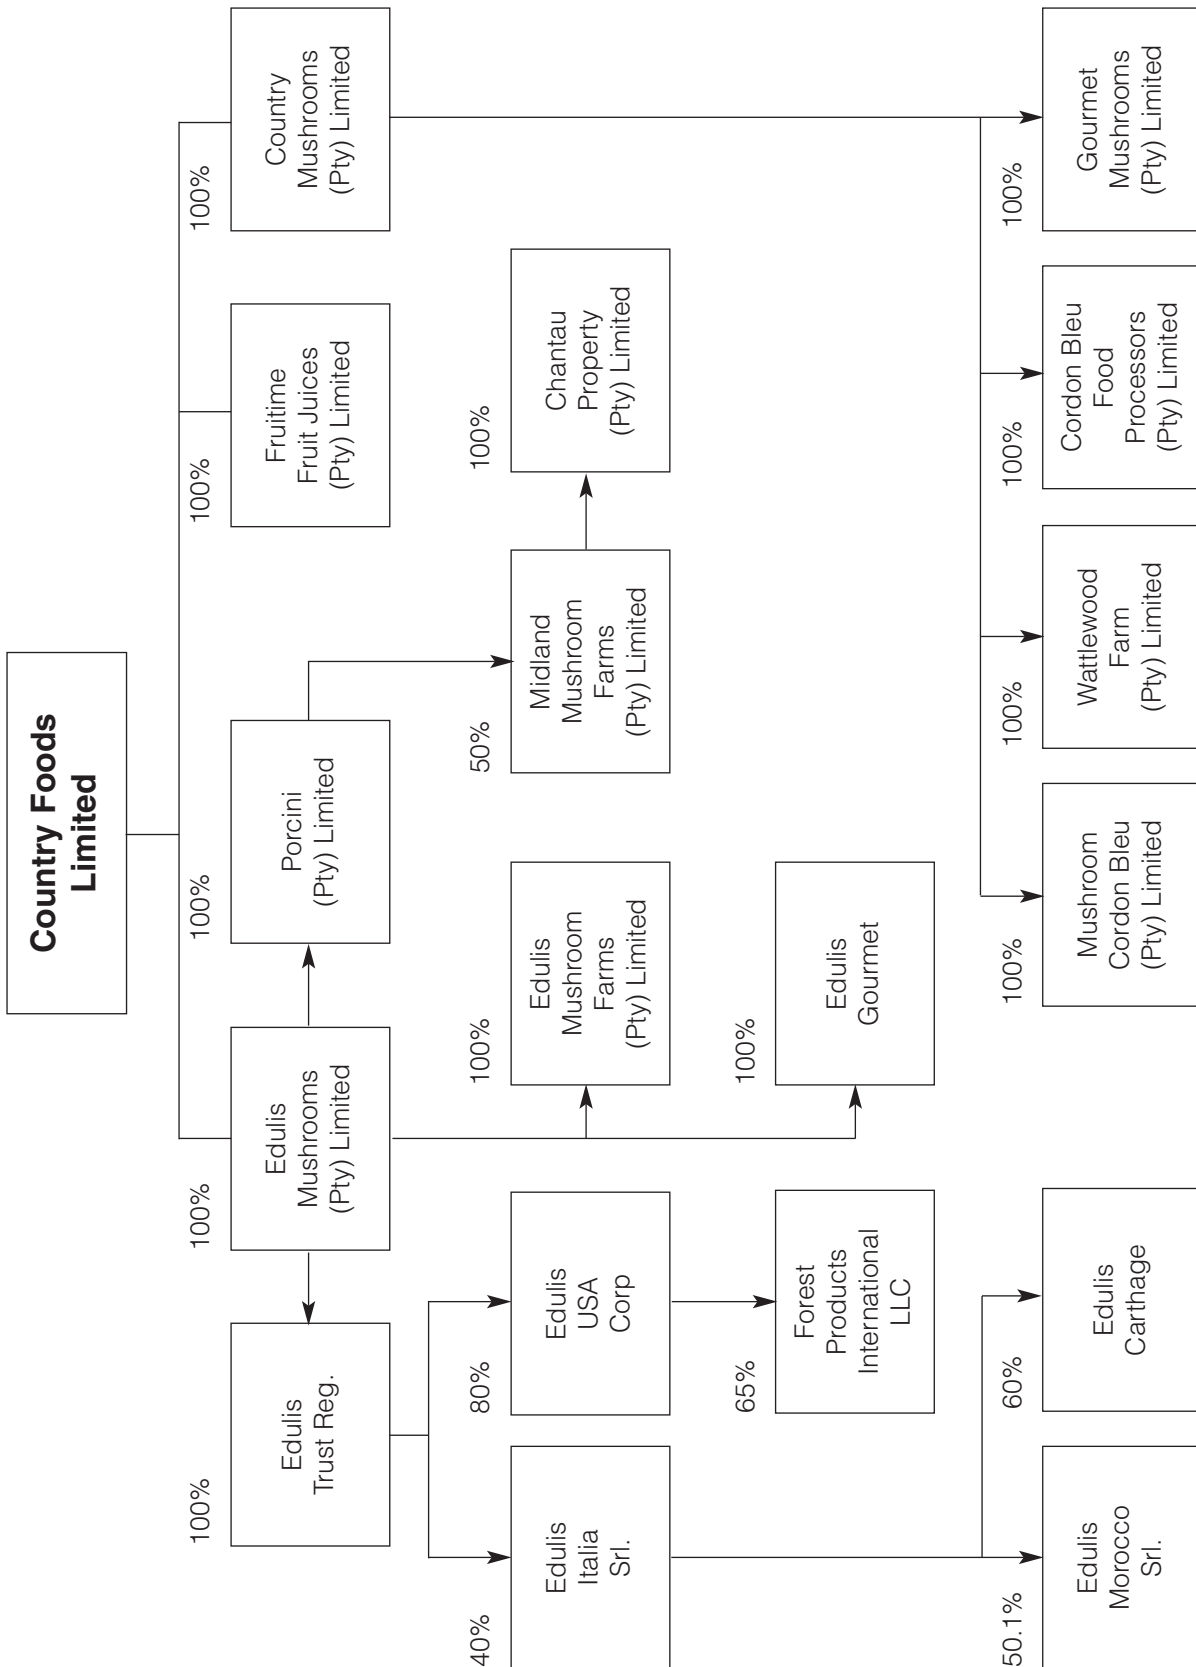 Country Foods
Limited
100%
Edulis
Trust Reg.
100%
Edulis
Mushrooms
(Pty) Limited
100%
Porcini
(Pty) Limited
100%
Fruitime
Fruit Juices
(Pty) Limited
100%
Country
Mushrooms
(Pty) Limited
40%
Edulis
Italia
Srl.
80%
Edulis
USA
Corp
100%
Edulis
Mushroom
Farms
(Pty) Limited
50%
Midland
Mushroom
Farms
(Pty) Limited
100%
Chantau
Property
(Pty) Limited
65%
Forest
Products
International
LLC
100%
Edulis
Gourmet
50.1%
Edulis
Morocco
Srl.
60%
Edulis
Carthage
100%
Mushroom
Cordon Bleu
(Pty) Limited
100%
Wattlewood
Farm
(Pty) Limited
100%
Cordon Bleu
Food
Processors
(Pty) Limited
100%
Gourmet
Mushrooms
(Pty) Limited